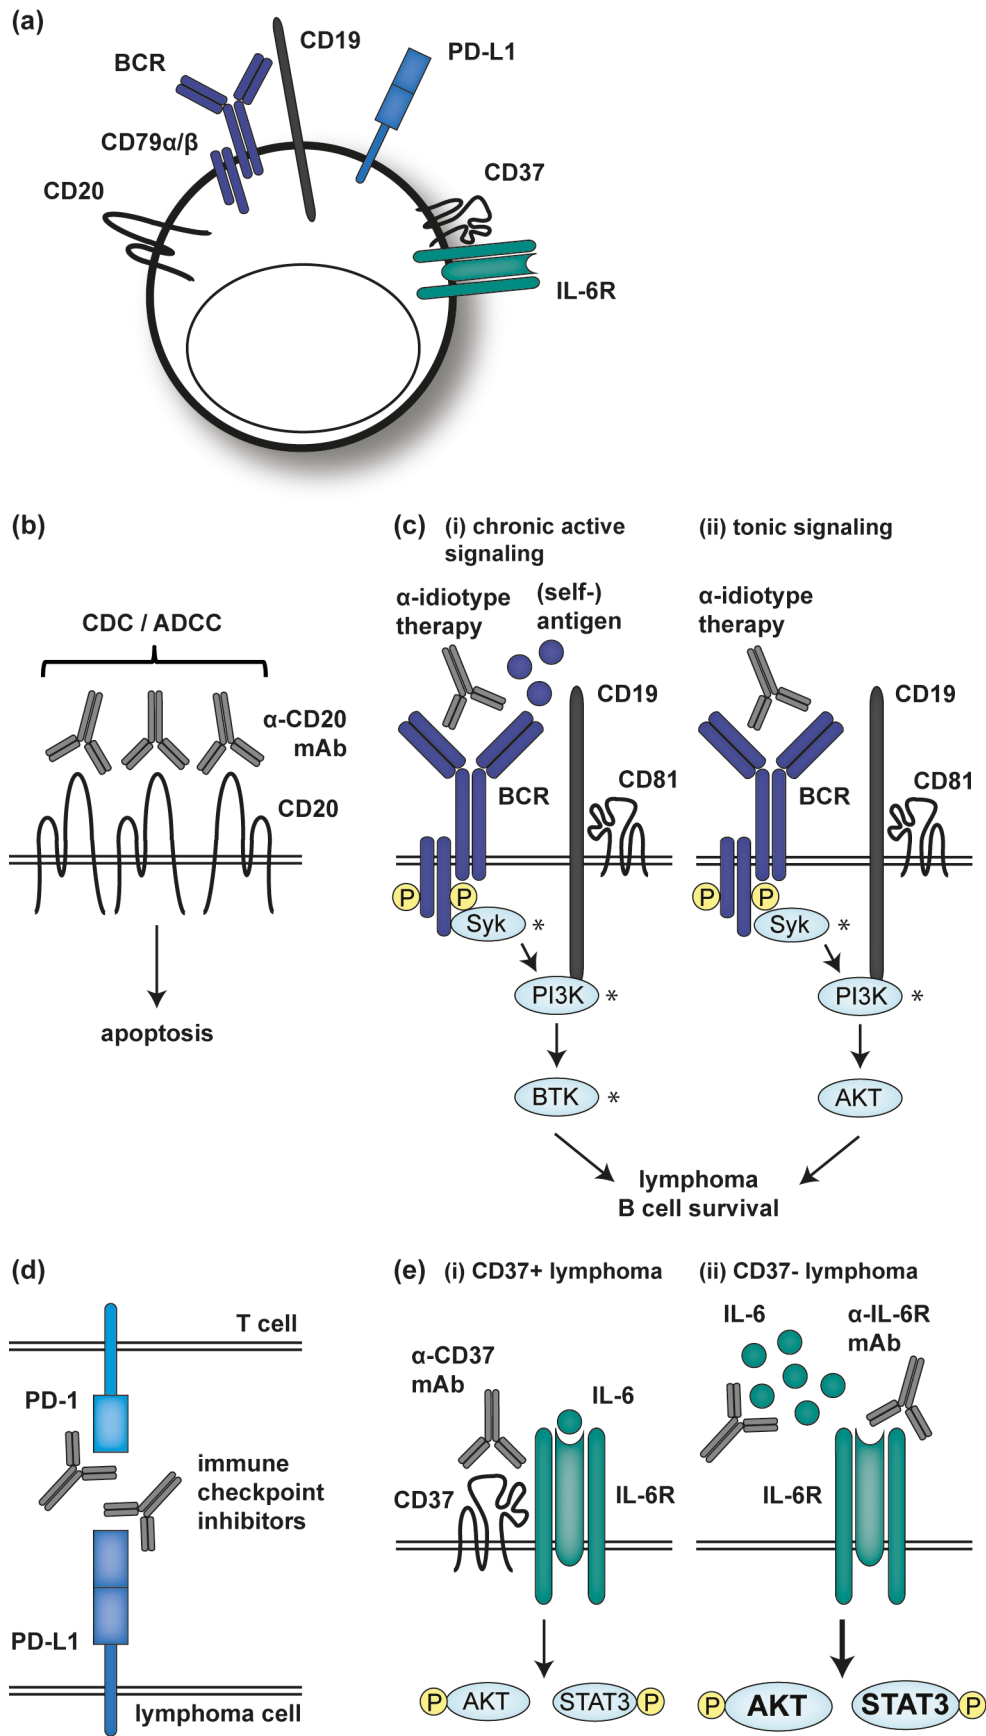 (a)
CD19
BCR
PD-L1
CD79α/β
CD20
CD37
IL-6R
(b)
CDC / ADCC
α-CD20
mAb
CD20
apoptosis
(c)
(i) chronic active
signaling
α-idiotype
therapy
(self-)
antigen
CD19
CD81
BCR
P
P
Syk
*
PI3K
*
BTK
*
(ii) tonic signaling
α-idiotype
therapy
CD19
CD81
BCR
P
P
Syk
*
PI3K
*
AKT
lymphoma
B cell survival
(d)
T cell
PD-1
immune
checkpoint
inhibitors
PD-L1
lymphoma cell
(e)
(i) CD37+ lymphoma
α-CD37
mAb
IL-6
CD37
IL-6R
P
AKT
STAT3
P
(ii) CD37- lymphoma
IL-6
α-IL-6R
mAb
IL-6R
P
AKT
STAT3
P